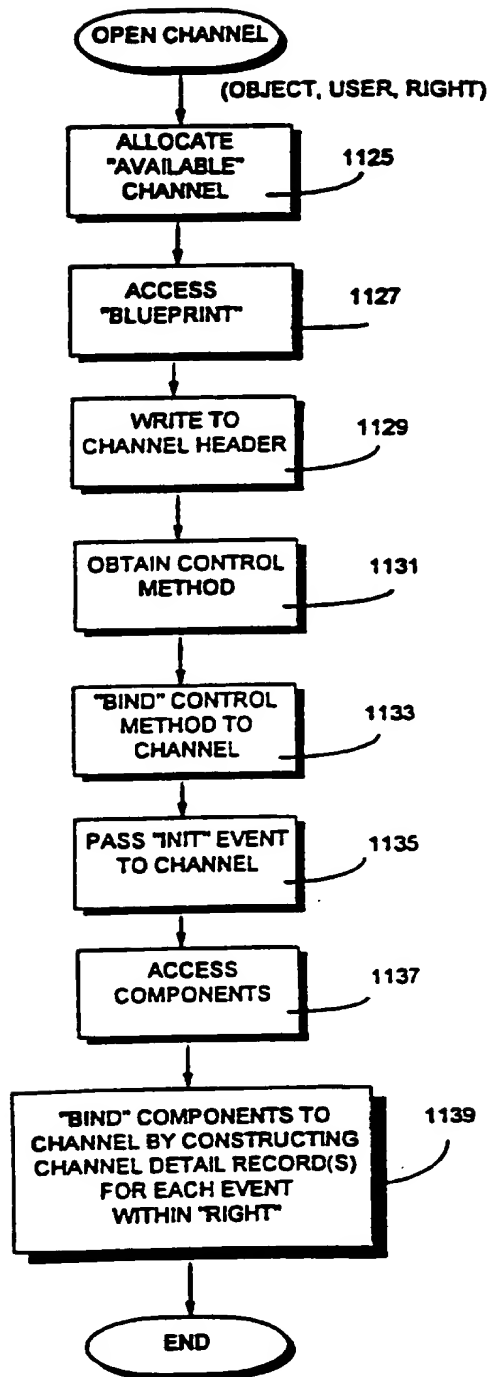 OPEN CHANNEL
(OBJECT, USER, RIGHT)
ALLOCATE
"AVAILABLE"
CHANNEL
1125
ACCESS
"BLUEPRINT"
1127
WRITE TO
CHANNEL HEADER
1129
OBTAIN CONTROL
METHOD
1131
"BIND" CONTROL
METHOD TO
CHANNEL
1133
PASS "INIT" EVENT
TO CHANNEL
1135
ACCESS
COMPONENTS
1137
"BIND" COMPONENTS TO
CHANNEL BY CONSTRUCTING
CHANNEL DETAIL RECORD(S)
FOR EACH EVENT
WITHIN "RIGHT"
1139
END